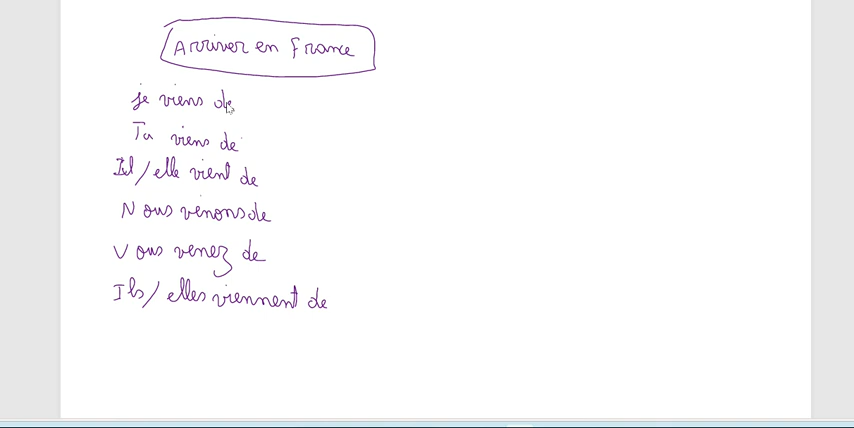 Arriver en France
je viens de
Tu viens de
Il/elle vient de
Nous venons de
Vous venez de
Ils/elles viennent de